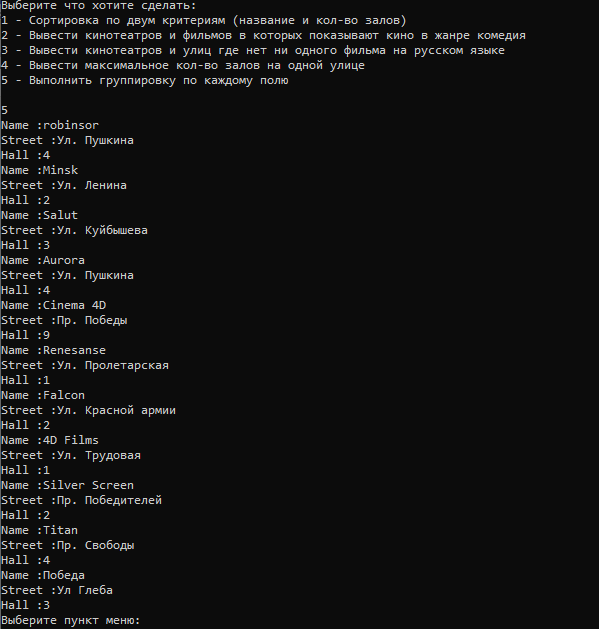 Выберите что хотите сделать:
1 - Сортировка по двум критериям (название и кол-во залов)
2 - Вывести кинотеатров и фильмов в которых показывают кино в жанре комедия
3 - Вывести кинотеатров и улиц где нет ни одного фильма на русском языке
4 - Вывести максимальное кол-во залов на одной улице
5 - Выполнить группировку по каждому полю
5
Name :robinsor
Street :Ул. Пушкина
Hall :4
Name :Minsk
Street :Ул. Ленина
Hall :2
Name :Salut
Street :Ул. Куйбышева
Hall :3
Name :Aurora
Street :Ул. Пушкина
Hall :4
Name :Cinema 4D
Street :Пр. Победы
Hall :9
Name :Renesanse
Street :Ул. Пролетарская
Hall :1
Name :Falcon
Street :Ул. Красной армии
Hall :2
Name :4D Films
Street :Ул. Трудовая
Hall :1
Name :Silver Screen
Street :Пр. Победителей
Hall :2
Name :Titan
Street :Пр. Свободы
Hall :4
Name :Победа
Street :Ул Глеба
Hall :3
Выберите пункт меню: